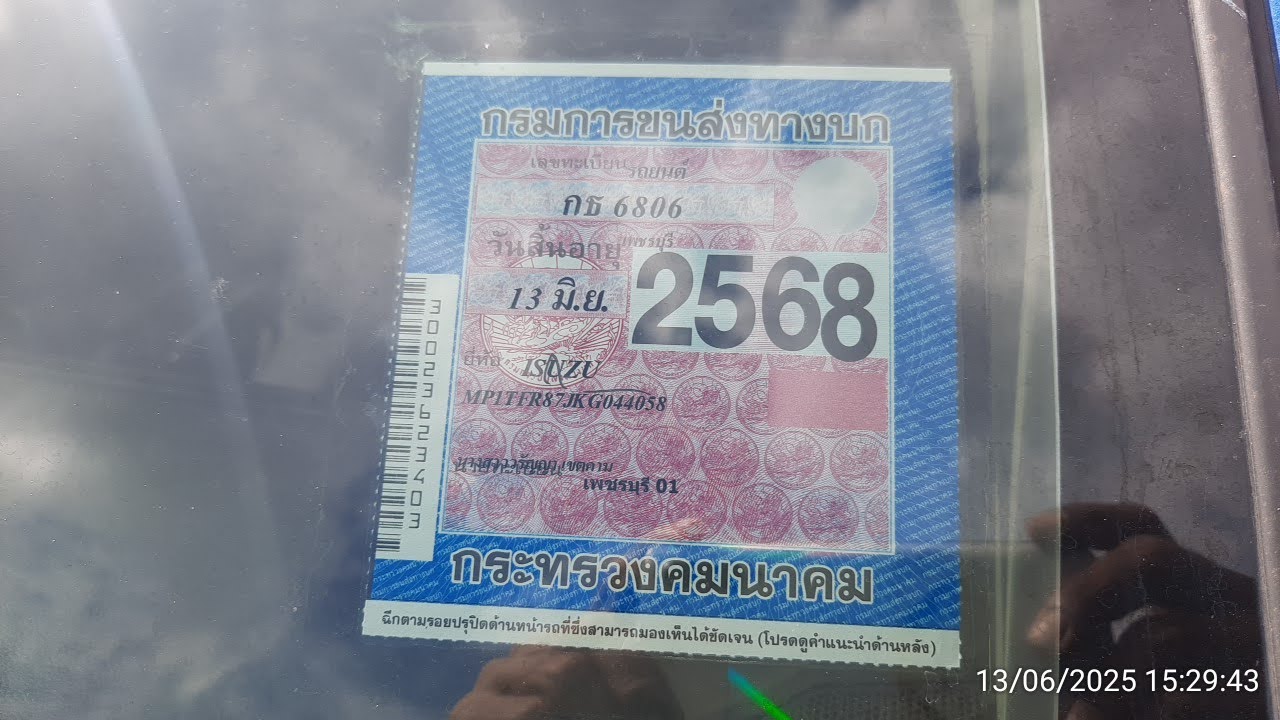 กรมการขนส่งทางบก
เลขทะเบียนรถยนต์
กธ 6806
เพชรบุรี
วันสิ้นอายุ
13 มิ.ย. 2568
ยี่ห้อ ISUZU
MP1TFR87JKG044058
เขตคาม
เพชรบุรี 01
30023623403
กระทรวงคมนาคม
ฉีกตามรอยปรุปิดด้านหน้ารถที่ซึ่งสามารถมองเห็นได้ชัดเจน (โปรดดูคำแนะนำด้านหลัง)
13/06/2025 15:29:43